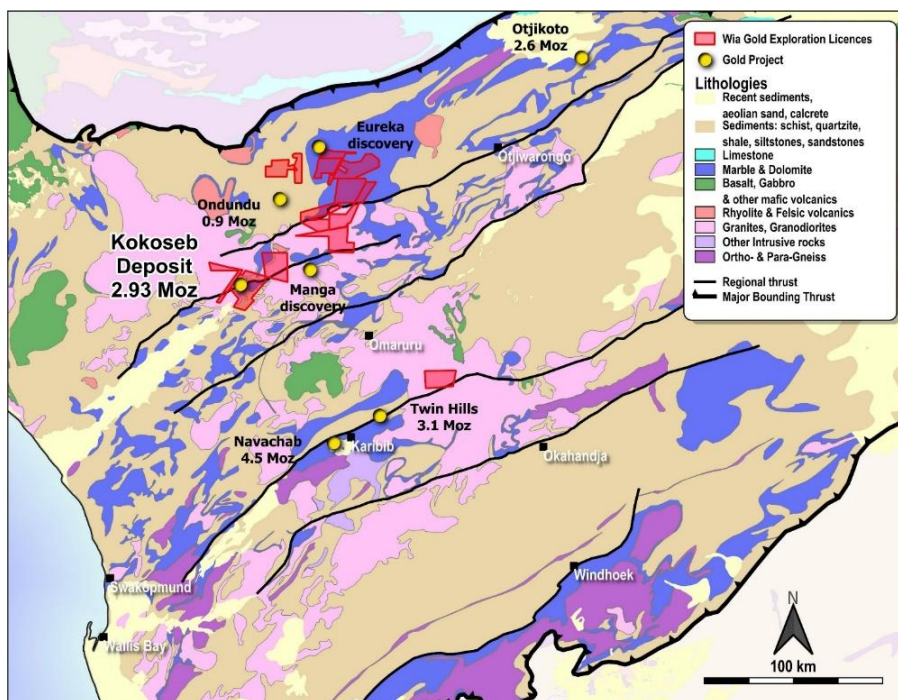 Otjikoto
2.6 Moz
Eureka
discovery
Otjiwarongo
Ondundu
0.9 Moz
Kokoseb
Deposit
2.93 Moz
Manga
discovery
Omaruru
Twin Hills
3.1 Moz
Navachab
4.5 Moz
Karibib
Okahandja
Swakopmund
Windhoek
Wallis Bay
Wia Gold Exploration Licences
Gold Project
Lithologies
Recent sediments,
aeolian sand, calcrete
Sediments: schist, quartzite,
shale, siltstones, sandstones
Limestone
Marble & Dolomite
Basalt, Gabbro
& other mafic volcanics
Rhyolite & Felsic volcanics
Granites, Granodiorites
Other Intrusive rocks
Ortho- & Para-Gneiss
Regional thrust
Major Bounding Thrust
N
100 km